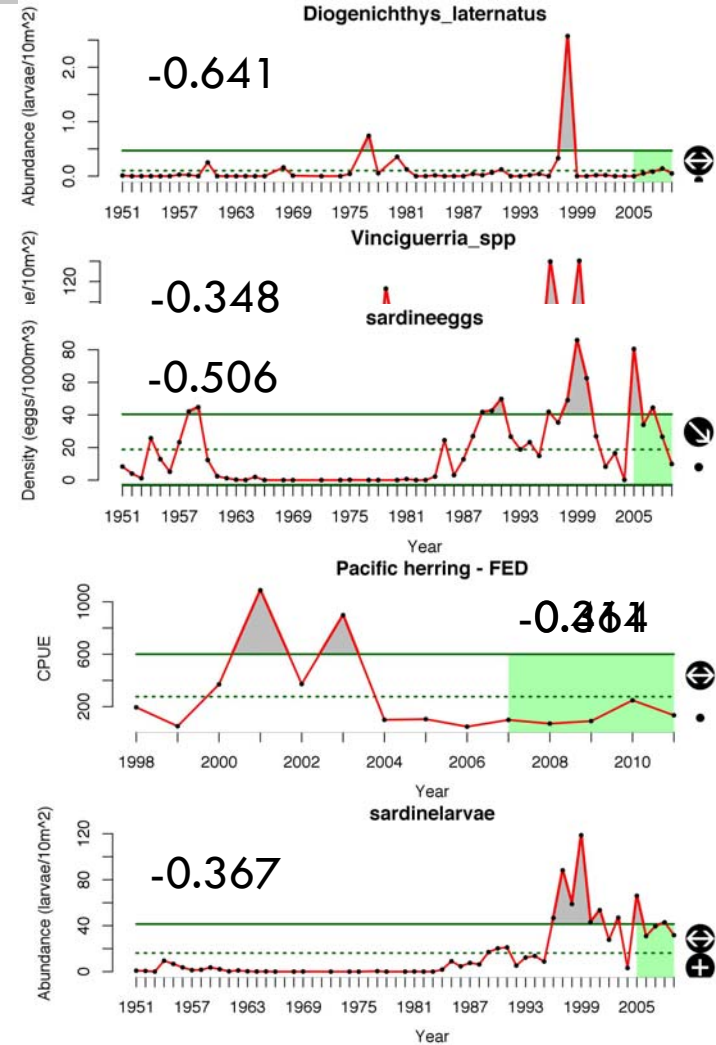 Diogenichthys_laternatus
Abundance (larvae/10m^2)
2.0
1.0
0.0
-0.641
1951 1957 1963 1969 1975 1981 1987 1993 1999 2005
Vinciguerria_spp
ie/10m^2)
120
-0.348
sardineeggs
Density (eggs/1000m^3)
80
60
40
20
0
-0.506
1951 1957 1963 1969 1975 1981 1987 1993 1999 2005
Year
Pacific herring - FED
CPUE
1000
600
200
1998 2000 2002 2004 2006 2008 2010
Year
sardinelarvae
Abundance (larvae/10m^2)
120
80
40
0
-0.367
1951 1957 1963 1969 1975 1981 1987 1993 1999 2005
Year